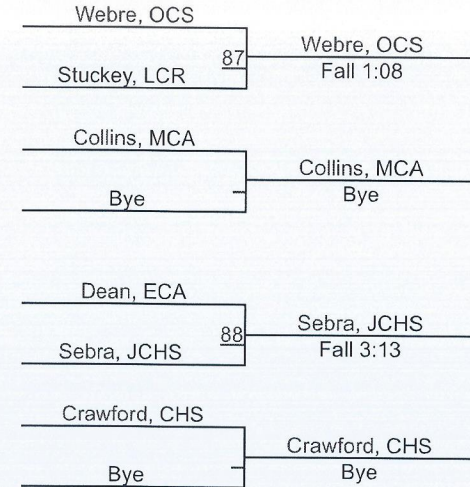 Webre, OCS
87
Webre, OCS
Stuckey, LCR
Fall 1:08
Collins, MCA
Collins, MCA
Bye
Bye
Dean, ECA
88
Sebra, JCHS
Sebra, JCHS
Fall 3:13
Crawford, CHS
Crawford, CHS
Bye
Bye